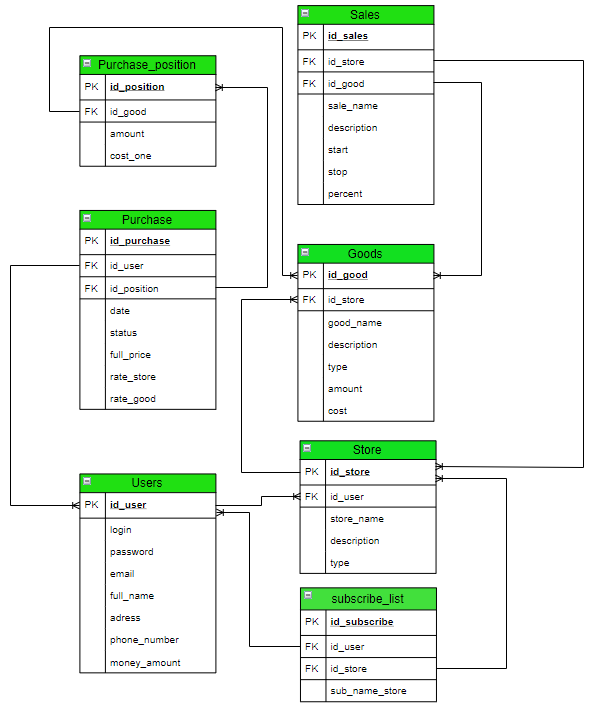 Sales
PK id_sales
FK id_store
FK id_good
sale_name
description
start
stop
percent
Purchase_position
PK id_position
FK id_good
amount
cost_one
Purchase
PK id_purchase
FK id_user
FK id_position
date
status
full_price
rate_store
rate_good
Goods
PK id_good
FK id_store
good_name
description
type
amount
cost
Store
PK id_store
FK id_user
store_name
description
type
Users
PK id_user
login
password
email
full_name
adress
phone_number
money_amount
subscribe_list
PK id_subscribe
FK id_user
FK id_store
sub_name_store